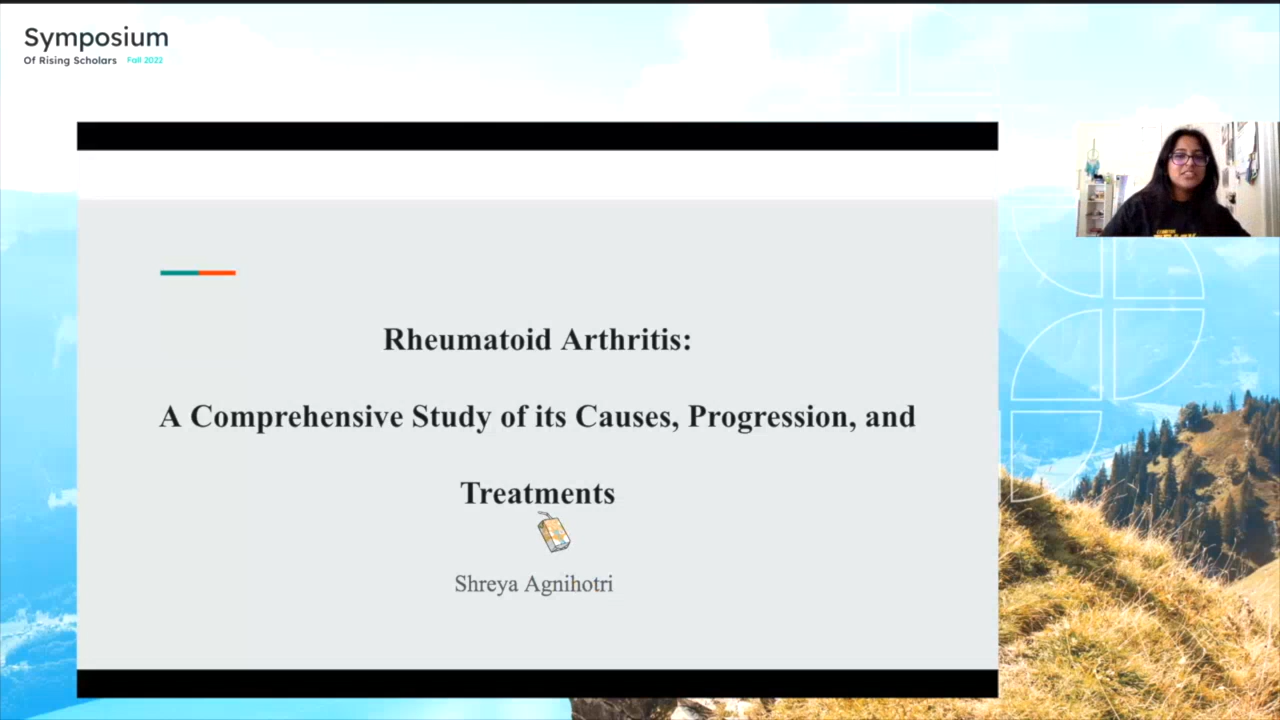 Symposium
Of Rising Scholars Fall 2022
Rheumatoid Arthritis:
A Comprehensive Study of its Causes, Progression, and
Treatments
Shreya Agnihotri